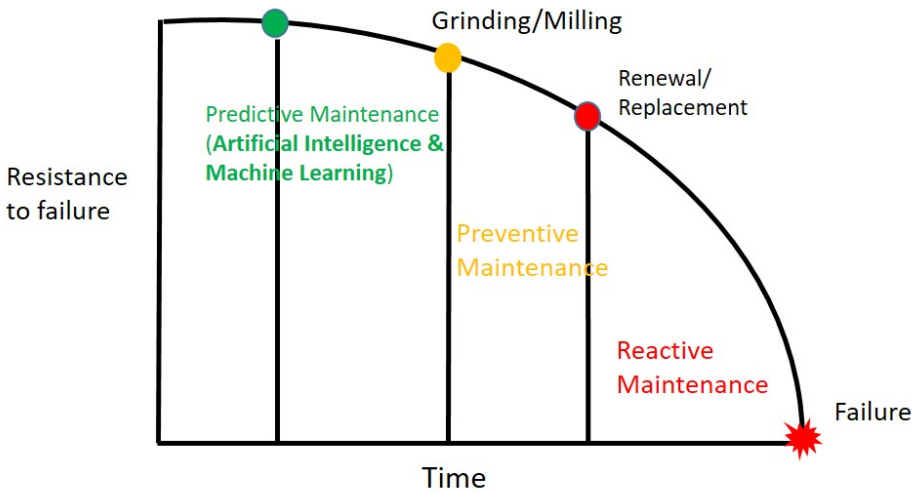 Grinding/Milling
Renewal/
Replacement
Predictive Maintenance
(Artificial Intelligence &
Machine Learning)
Resistance
to failure
Preventive
Maintenance
Reactive
Maintenance
Failure
Time